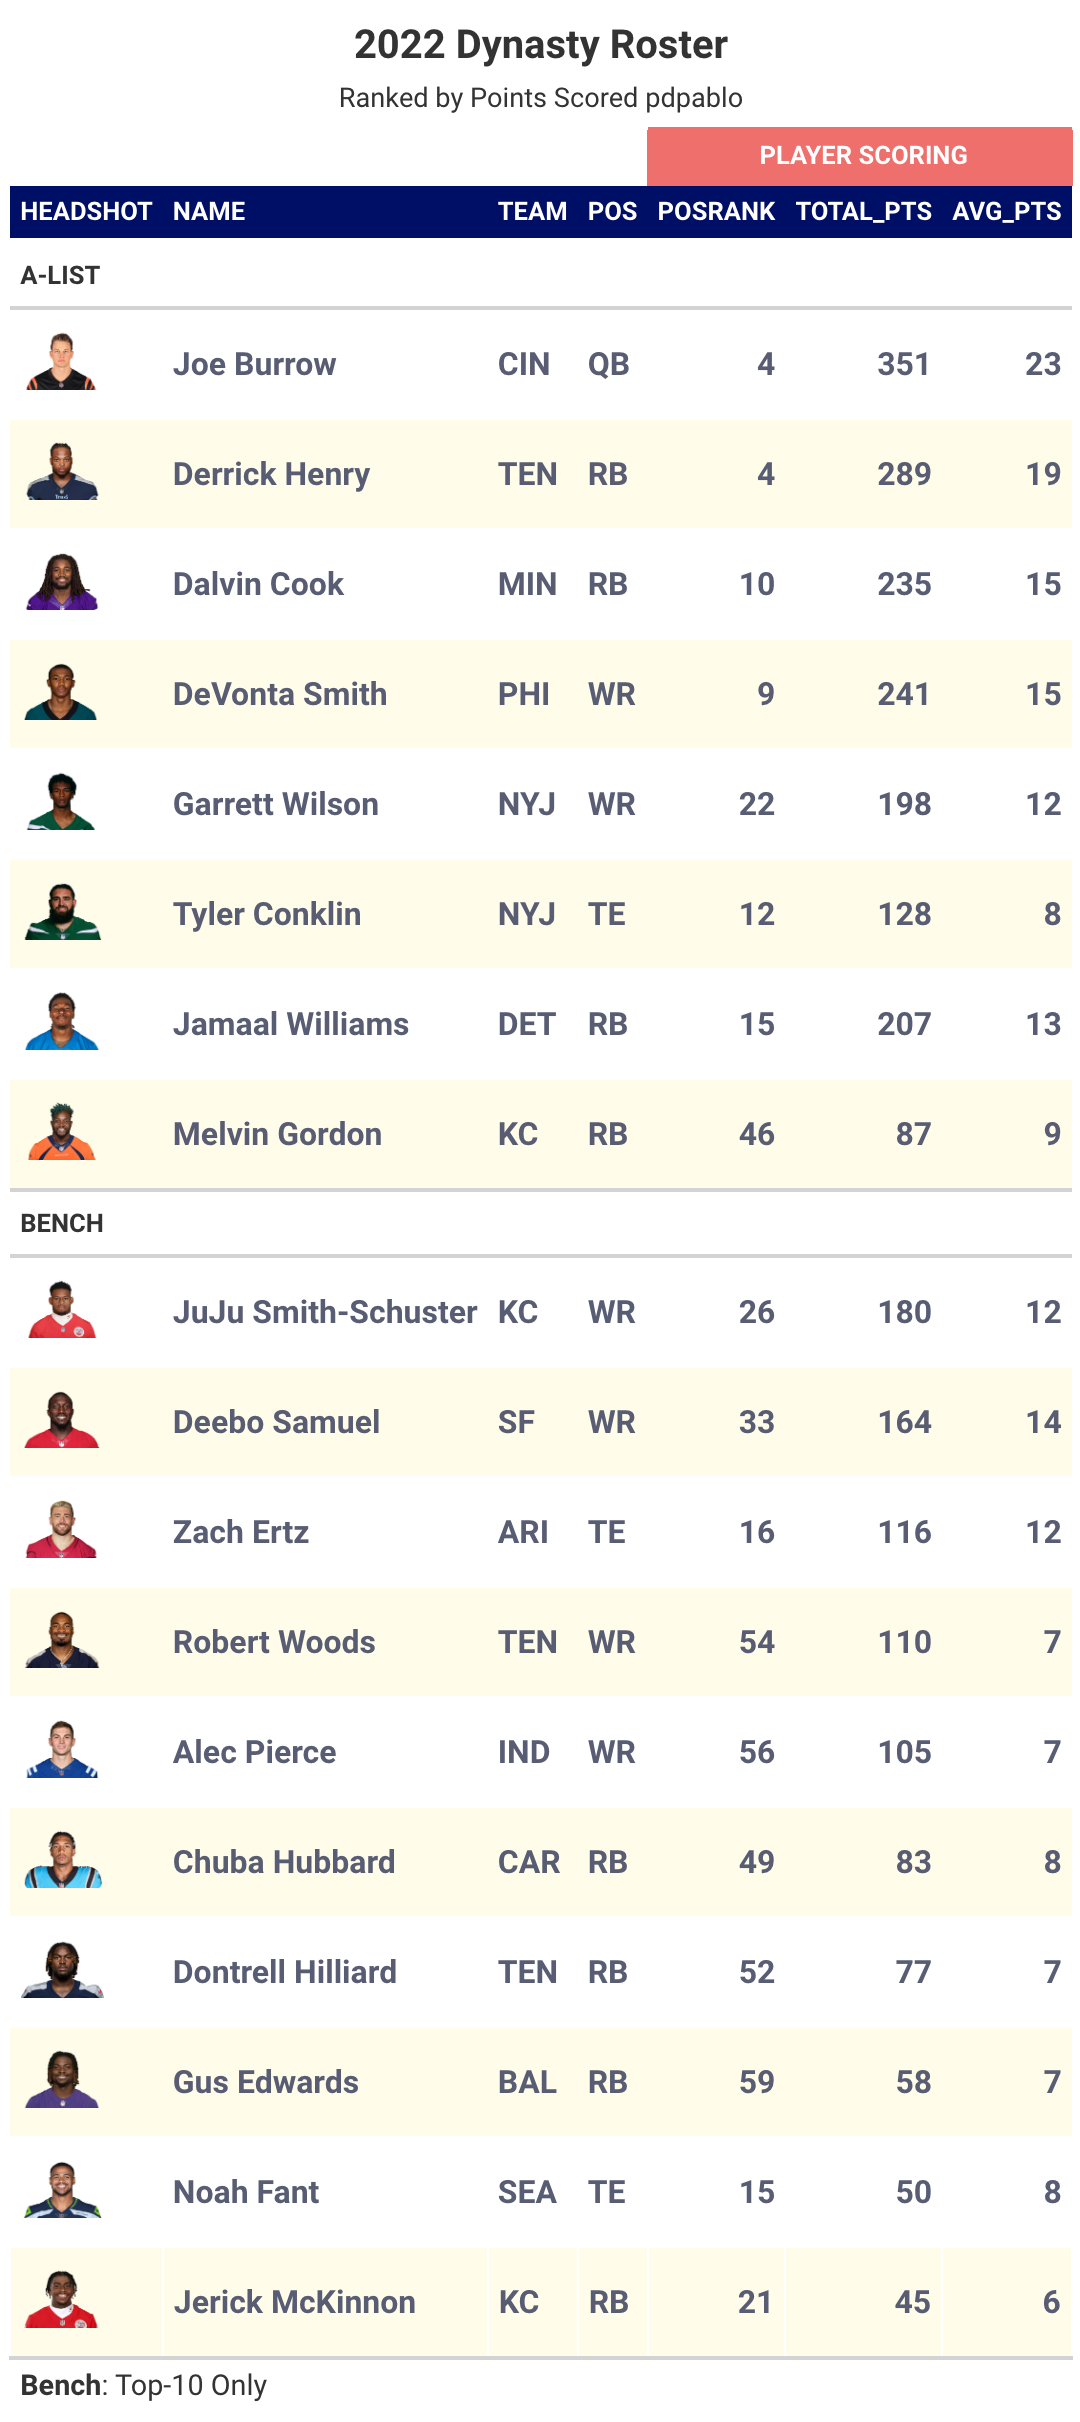 2022 Dynasty Roster
Ranked by Points Scored pdpablo
PLAYER SCORING
HEADSHOT NAME TEAM POS POSRANK TOTAL_PTS AVG_PTS
A-LIST
Joe Burrow CIN QB 4 351 23
Derrick Henry TEN RB 4 289 19
Dalvin Cook MIN RB 10 235 15
DeVonta Smith PHI WR 9 241 15
Garrett Wilson NYJ WR 22 198 12
Tyler Conklin NYJ TE 12 128 8
Jamaal Williams DET RB 15 207 13
Melvin Gordon KC RB 46 87 9
BENCH
JuJu Smith-Schuster KC WR 26 180 12
Deebo Samuel SF WR 33 164 14
Zach Ertz ARI TE 16 116 12
Robert Woods TEN WR 54 110 7
Alec Pierce IND WR 56 105 7
Chuba Hubbard CAR RB 49 83 8
Dontrell Hilliard TEN RB 52 77 7
Gus Edwards BAL RB 59 58 7
Noah Fant SEA TE 15 50 8
Jerick McKinnon KC RB 21 45 6
Bench: Top-10 Only